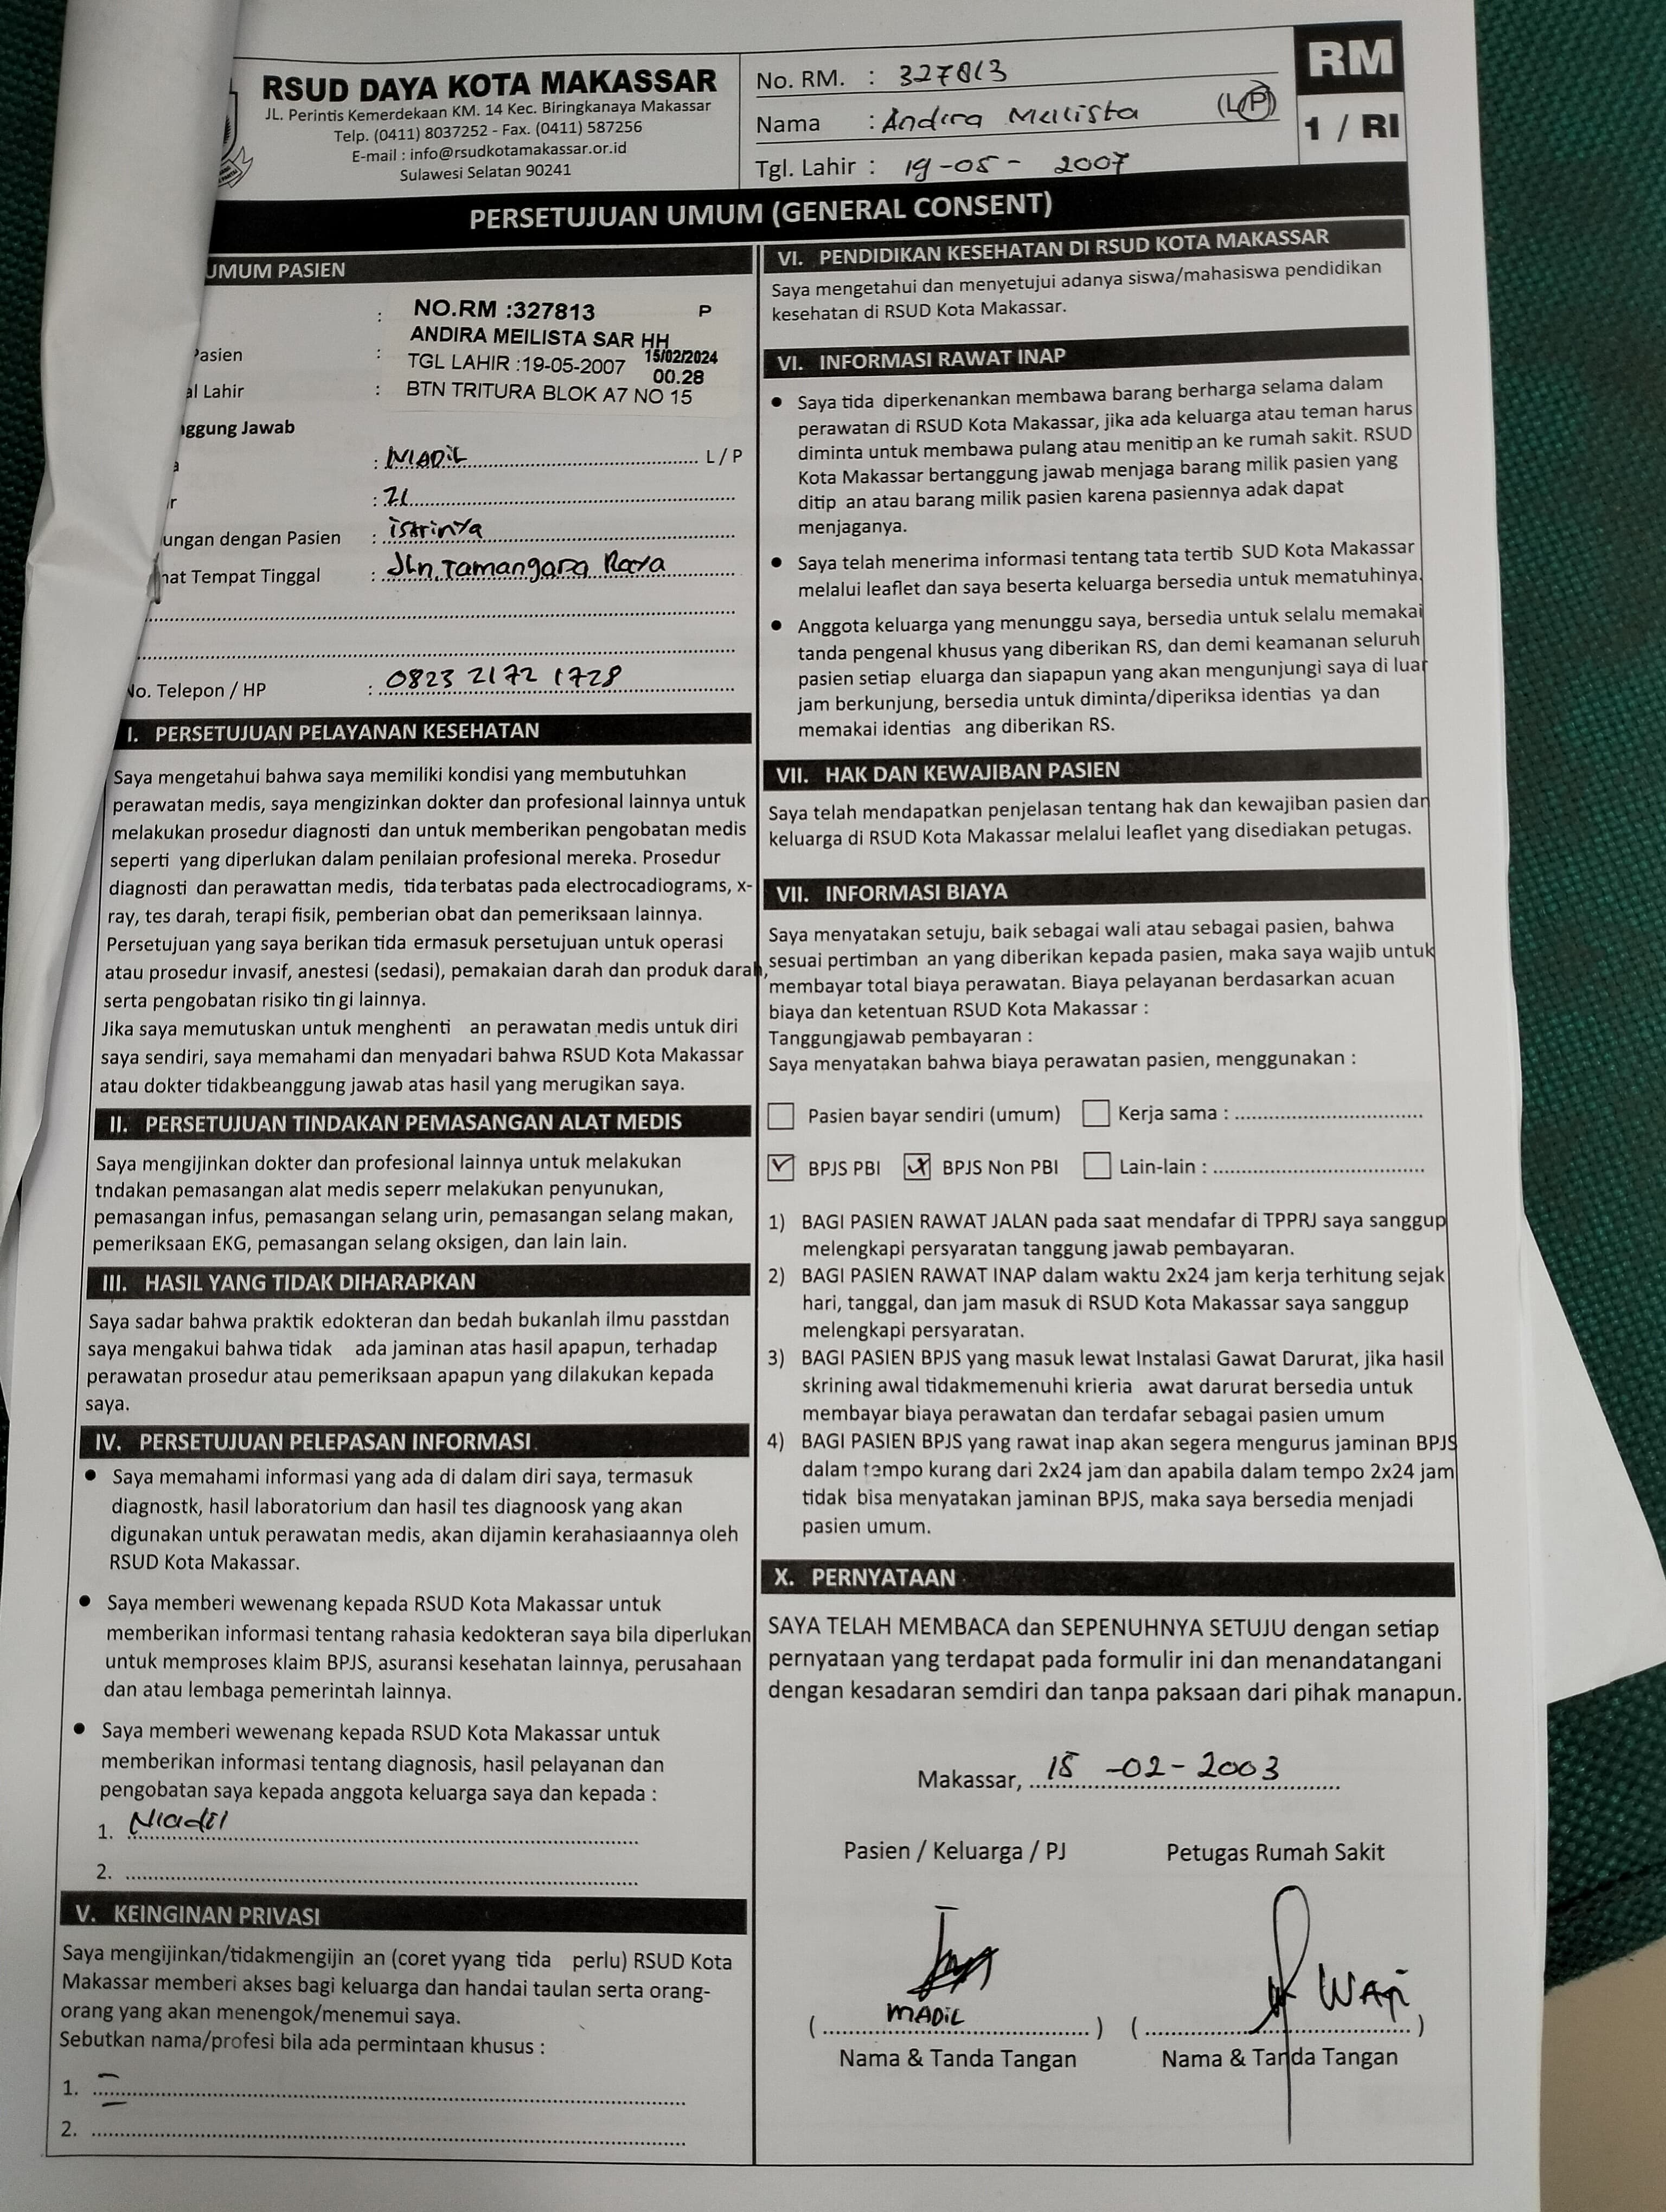 RSUD DAYA KOTA MAKASSAR
JL. Perintis Kemerdekaan KM. 14 Kec. Biringkanaya Makassar
Telp. (0411) 8037252 - Fax. (0411) 587256
E-mail : info@rsudkotamakassar.or.id
Sulawesi Selatan 90241
No. RM. : 327813
Nama : Andira Meilista (L/P)
Tgl. Lahir : 19-05-2007
RM
1 / RI
PERSETUJUAN UMUM (GENERAL CONSENT)
UMUM PASIEN
:
NO.RM :327813 P
ANDIRA MEILISTA SAR HH
Pasien :
TGL LAHIR :19-05-2007 15/02/2024
00.28
al Lahir :
BTN TRITURA BLOK A7 NO 15
nggung Jawab
a : MADIL L / P
r : 21
ungan dengan Pasien : istrinya
nat Tempat Tinggal : Jln. Tamangapa Raya
No. Telepon / HP : 0823 2172 1728
I. PERSETUJUAN PELAYANAN KESEHATAN
Saya mengetahui bahwa saya memiliki kondisi yang membutuhkan
perawatan medis, saya mengizinkan dokter dan profesional lainnya untuk
melakukan prosedur diagnosti dan untuk memberikan pengobatan medis
seperti yang diperlukan dalam penilaian profesional mereka. Prosedur
diagnosti dan perawattan medis, tida terbatas pada electrocadiograms, x-
ray, tes darah, terapi fisik, pemberian obat dan pemeriksaan lainnya.
Persetujuan yang saya berikan tida ermasuk persetujuan untuk operasi
atau prosedur invasif, anestesi (sedasi), pemakaian darah dan produk darah,
serta pengobatan risiko tin gi lainnya.
Jika saya memutuskan untuk menghenti an perawatan medis untuk diri
saya sendiri, saya memahami dan menyadari bahwa RSUD Kota Makassar
atau dokter tidakbeanggung jawab atas hasil yang merugikan saya.
II. PERSETUJUAN TINDAKAN PEMASANGAN ALAT MEDIS
Saya mengijinkan dokter dan profesional lainnya untuk melakukan
tndakan pemasangan alat medis seperr melakukan penyunukan,
pemasangan infus, pemasangan selang urin, pemasangan selang makan,
pemeriksaan EKG, pemasangan selang oksigen, dan lain lain.
III. HASIL YANG TIDAK DIHARAPKAN
Saya sadar bahwa praktik edokteran dan bedah bukanlah ilmu passtdan
saya mengakui bahwa tidak ada jaminan atas hasil apapun, terhadap
perawatan prosedur atau pemeriksaan apapun yang dilakukan kepada
saya.
IV. PERSETUJUAN PELEPASAN INFORMASI
• Saya memahami informasi yang ada di dalam diri saya, termasuk
diagnostk, hasil laboratorium dan hasil tes diagnoosk yang akan
digunakan untuk perawatan medis, akan dijamin kerahasiaannya oleh
RSUD Kota Makassar.
• Saya memberi wewenang kepada RSUD Kota Makassar untuk
memberikan informasi tentang rahasia kedokteran saya bila diperlukan
untuk memproses klaim BPJS, asuransi kesehatan lainnya, perusahaan
dan atau lembaga pemerintah lainnya.
• Saya memberi wewenang kepada RSUD Kota Makassar untuk
memberikan informasi tentang diagnosis, hasil pelayanan dan
pengobatan saya kepada anggota keluarga saya dan kepada :
1. Madil
2.
V. KEINGINAN PRIVASI
Saya mengijinkan/tidakmengijin an (coret yyang tida perlu) RSUD Kota
Makassar memberi akses bagi keluarga dan handai taulan serta orang-
orang yang akan menengok/menemui saya.
Sebutkan nama/profesi bila ada permintaan khusus :
1.
2.
VI. PENDIDIKAN KESEHATAN DI RSUD KOTA MAKASSAR
Saya mengetahui dan menyetujui adanya siswa/mahasiswa pendidikan
kesehatan di RSUD Kota Makassar.
VI. INFORMASI RAWAT INAP
• Saya tida diperkenankan membawa barang berharga selama dalam
perawatan di RSUD Kota Makassar, jika ada keluarga atau teman harus
diminta untuk membawa pulang atau menitip an ke rumah sakit. RSUD
Kota Makassar bertanggung jawab menjaga barang milik pasien yang
ditip an atau barang milik pasien karena pasiennya adak dapat
menjaganya.
• Saya telah menerima informasi tentang tata tertib SUD Kota Makassar
melalui leaflet dan saya beserta keluarga bersedia untuk mematuhinya.
• Anggota keluarga yang menunggu saya, bersedia untuk selalu memakai
tanda pengenal khusus yang diberikan RS, dan demi keamanan seluruh
pasien setiap eluarga dan siapapun yang akan mengunjungi saya di luar
jam berkunjung, bersedia untuk diminta/diperiksa identias ya dan
memakai identias ang diberikan RS.
VII. HAK DAN KEWAJIBAN PASIEN
Saya telah mendapatkan penjelasan tentang hak dan kewajiban pasien dan
keluarga di RSUD Kota Makassar melalui leaflet yang disediakan petugas.
VII. INFORMASI BIAYA
Saya menyatakan setuju, baik sebagai wali atau sebagai pasien, bahwa
sesuai pertimban an yang diberikan kepada pasien, maka saya wajib untuk
membayar total biaya perawatan. Biaya pelayanan berdasarkan acuan
biaya dan ketentuan RSUD Kota Makassar :
Tanggungjawab pembayaran :
Saya menyatakan bahwa biaya perawatan pasien, menggunakan :
Pasien bayar sendiri (umum) Kerja sama :
BPJS PBI BPJS Non PBI Lain-lain :
1) BAGI PASIEN RAWAT JALAN pada saat mendafar di TPPRJ saya sanggup
melengkapi persyaratan tanggung jawab pembayaran.
2) BAGI PASIEN RAWAT INAP dalam waktu 2x24 jam kerja terhitung sejak
hari, tanggal, dan jam masuk di RSUD Kota Makassar saya sanggup
melengkapi persyaratan.
3) BAGI PASIEN BPJS yang masuk lewat Instalasi Gawat Darurat, jika hasil
skrining awal tidakmemenuhi krieria awat darurat bersedia untuk
membayar biaya perawatan dan terdafar sebagai pasien umum
4) BAGI PASIEN BPJS yang rawat inap akan segera mengurus jaminan BPJS
dalam tempo kurang dari 2x24 jam dan apabila dalam tempo 2x24 jam
tidak bisa menyatakan jaminan BPJS, maka saya bersedia menjadi
pasien umum.
X. PERNYATAAN
SAYA TELAH MEMBACA dan SEPENUHNYA SETUJU dengan setiap
pernyataan yang terdapat pada formulir ini dan menandatangani
dengan kesadaran semdiri dan tanpa paksaan dari pihak manapun.
Makassar, 15 -02-2003
Pasien / Keluarga / PJ Petugas Rumah Sakit
( MADIL ) ( )
Nama & Tanda Tangan Nama & Tanda Tangan